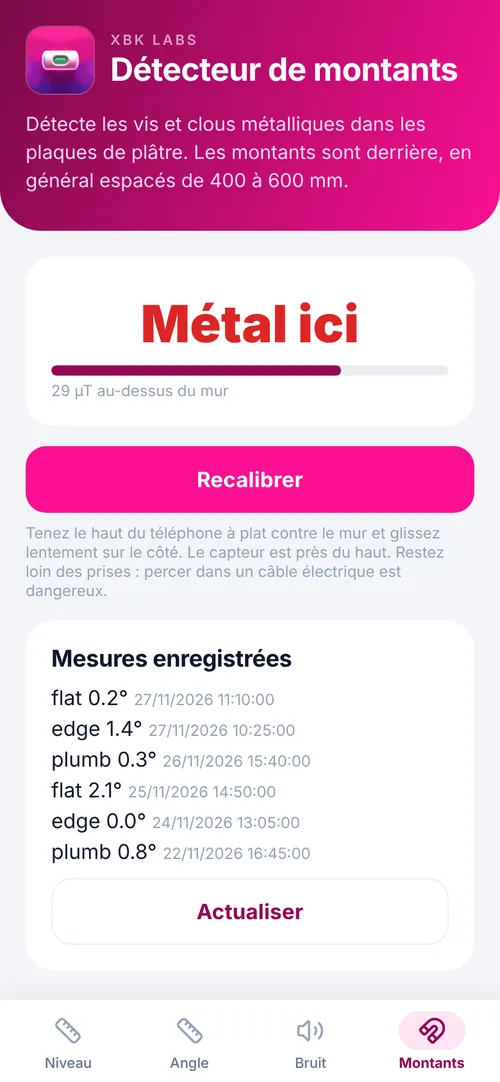 XBK LABS
Détecteur de montants
Détecte les vis et clous métalliques dans les
plaques de plâtre. Les montants sont derrière, en
général espacés de 400 à 600 mm.
Métal ici
29 µT au-dessus du mur
Recalibrer
Tenez le haut du téléphone à plat contre le mur et glissez
lentement sur le côté. Le capteur est près du haut. Restez
loin des prises : percer dans un câble électrique est
dangereux.
Mesures enregistrées
flat 0.2° 27/11/2026 11:10:00
edge 1.4° 27/11/2026 10:25:00
plumb 0.3° 26/11/2026 15:40:00
flat 2.1° 25/11/2026 14:50:00
edge 0.0° 24/11/2026 13:05:00
plumb 0.8° 22/11/2026 16:45:00
Actualiser
Niveau Angle Bruit Montants